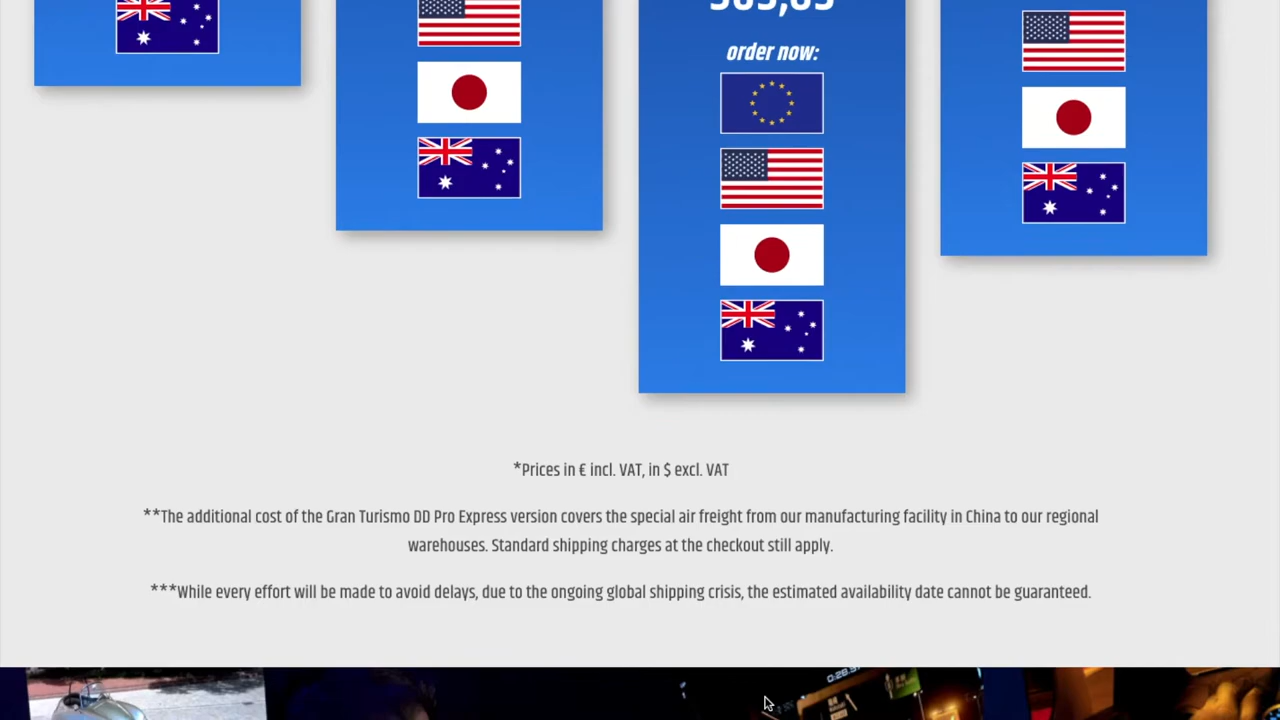 order now:
*Prices in € incl. VAT, in $ excl. VAT
**The additional cost of the Gran Turismo DD Pro Express version covers the special air freight from our manufacturing facility in China to our regional
warehouses. Standard shipping charges at the checkout still apply.
***While every effort will be made to avoid delays, due to the ongoing global shipping crisis, the estimated availability date cannot be guaranteed.